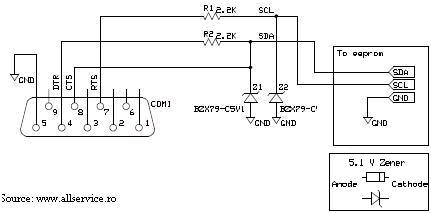 R1 2.2K SCL
R2 2.2K SDA
To eeprom
GND
DTR CTS RTS
Z1 Z2
SDA
SCL
GND
COM1
9 8 7 6
BZX79-C5V1 BZX79-C
5 4 3 2 1
GND GND
GND
5.1 V Zener
Anode Cathode
Source: www.allservice.ro